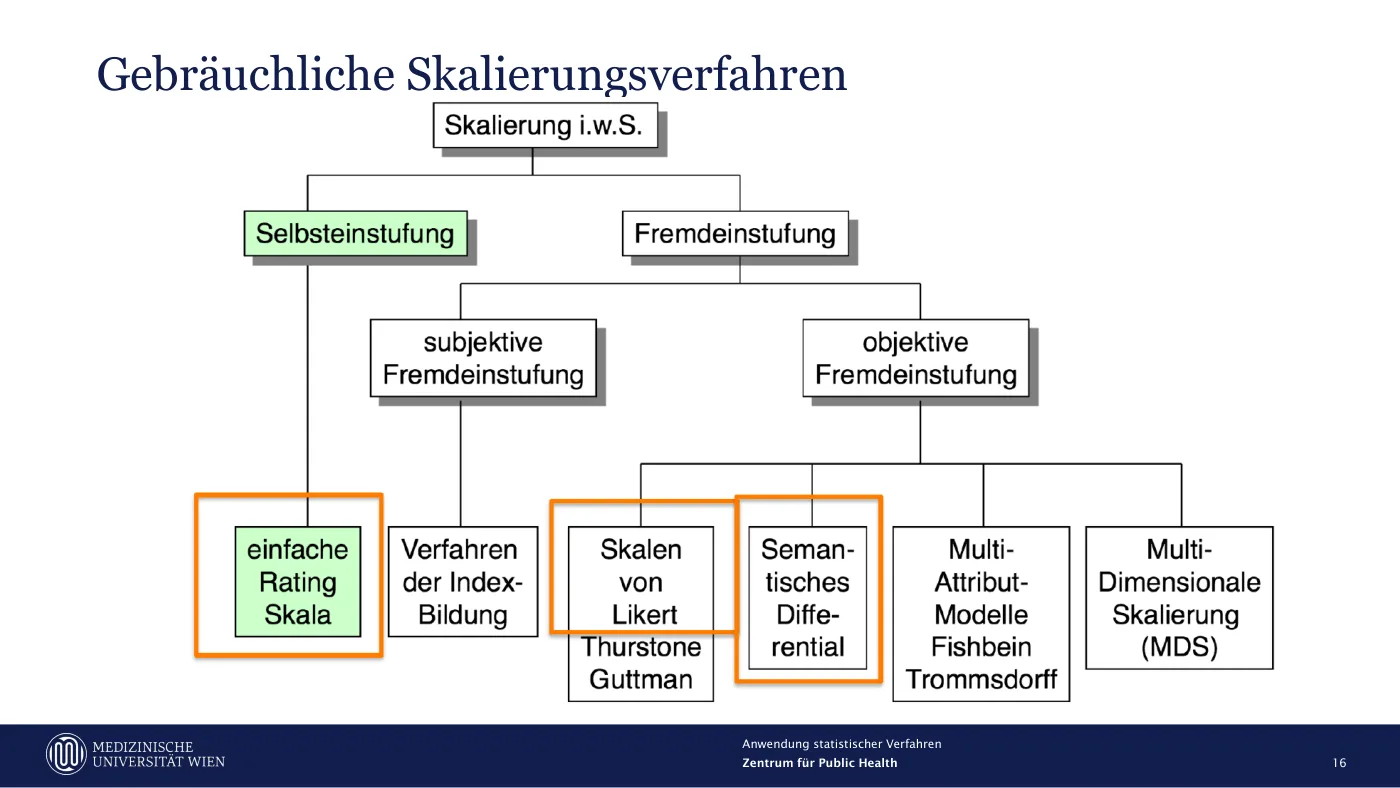 Gebräuchliche Skalierungsverfahren
Skalierung i.w.S.
Selbsteinstufung
Fremdeinstufung
subjektive
Fremdeinstufung
objektive
Fremdeinstufung
einfache
Rating
Skala
Verfahren
der Index-
Bildung
Skalen
von
Likert
Thurstone
Guttman
Seman-
tisches
Diffe-
rential
Multi-
Attribut-
Modelle
Fishbein
Trommsdorff
Multi-
Dimensionale
Skalierung
(MDS)
MEDIZINISCHE
UNIVERSITÄT WIEN
Anwendung statistischer Verfahren
Zentrum für Public Health
16